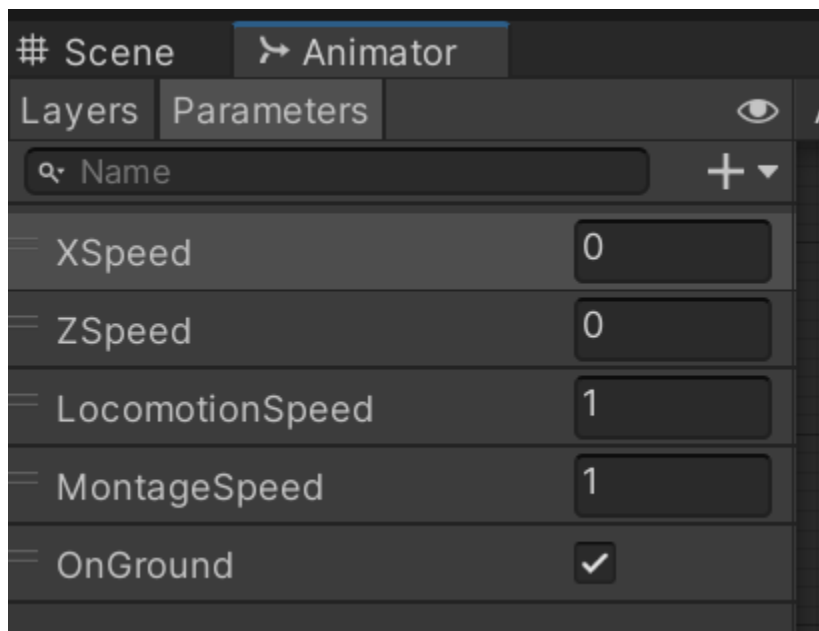 Scene Animator
Layers Parameters
Name
XSpeed 0
ZSpeed 0
LocomotionSpeed 1
MontageSpeed 1
OnGround